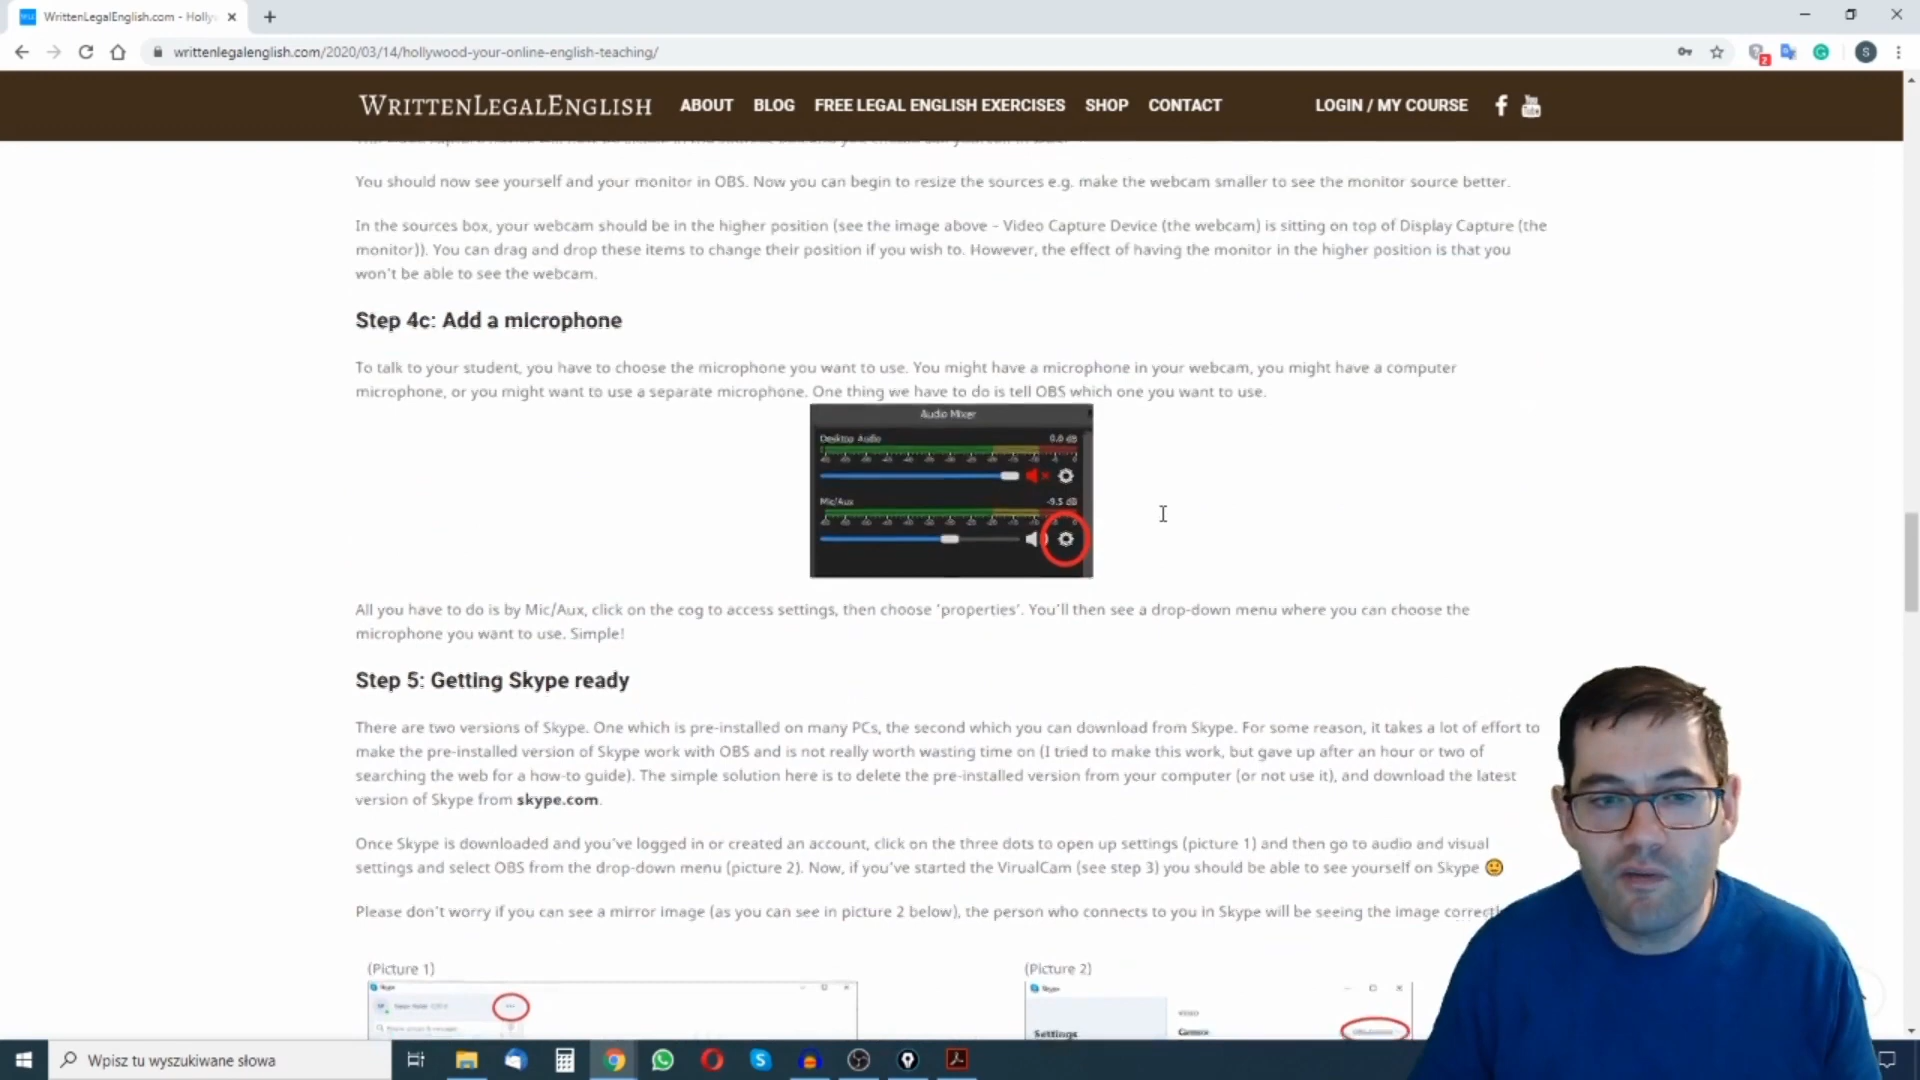 WrittenLegalEnglish.com - Holly
writtenlegalenglish.com/2020/03/14/hollywood-your-online-english-teaching/
2
S
WRITTENLEGALENGLISH ABOUT BLOG FREE LEGAL ENGLISH EXERCISES SHOP CONTACT LOGIN / MY COURSE
You should now see yourself and your monitor in OBS. Now you can begin to resize the sources e.g. make the webcam smaller to see the monitor source better.
In the sources box, your webcam should be in the higher position (see the image above – Video Capture Device (the webcam) is sitting on top of Display Capture (the
monitor)). You can drag and drop these items to change their position if you wish to. However, the effect of having the monitor in the higher position is that you
won't be able to see the webcam.
Step 4c: Add a microphone
To talk to your student, you have to choose the microphone you want to use. You might have a microphone in your webcam, you might have a computer
microphone, or you might want to use a separate microphone. One thing we have to do is tell OBS which one you want to use.
Audio Mixer
Desktop Audio 0.0 dB
Mic/Aux -9.5 dB
All you have to do is by Mic/Aux, click on the cog to access settings, then choose 'properties'. You'll then see a drop-down menu where you can choose the
microphone you want to use. Simple!
Step 5: Getting Skype ready
There are two versions of Skype. One which is pre-installed on many PCs, the second which you can download from Skype. For some reason, it takes a lot of effort to
make the pre-installed version of Skype work with OBS and is not really worth wasting time on (I tried to make this work, but gave up after an hour or two of
searching the web for a how-to guide). The simple solution here is to delete the pre-installed version from your computer (or not use it), and download the latest
version of Skype from skype.com.
Once Skype is downloaded and you've logged in or created an account, click on the three dots to open up settings (picture 1) and then go to audio and visual
settings and select OBS from the drop-down menu (picture 2). Now, if you've started the VirualCam (see step 3) you should be able to see yourself on Skype
Please don't worry if you can see a mirror image (as you can see in picture 2 below), the person who connects to you in Skype will be seeing the image correctl
(Picture 1) (Picture 2)
Skype Skype
VIDEO
Settings Camera
Wpisz tu wyszukiwane słowa